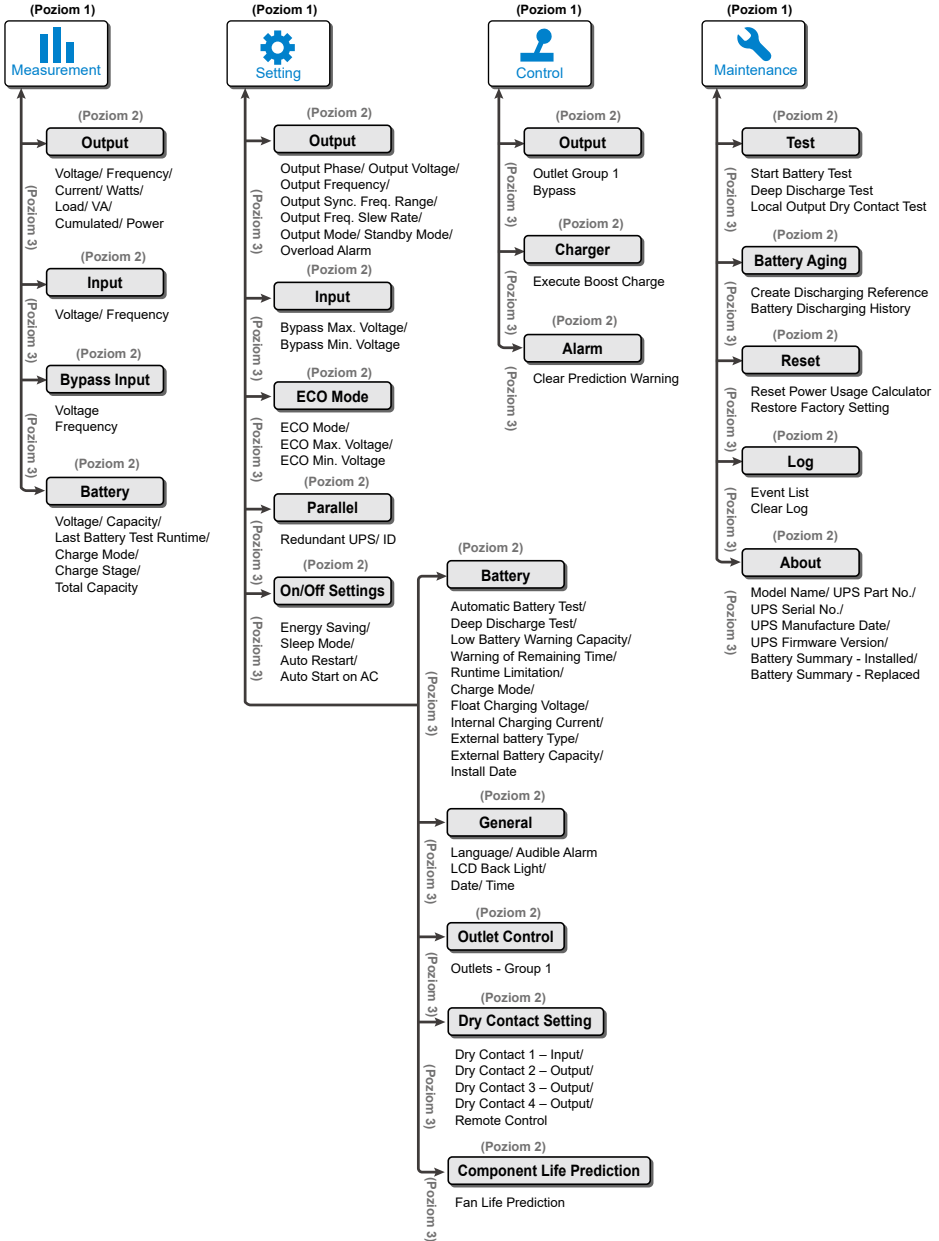 (Poziom 1)
Measurement
(Poziom 2)
Output
Voltage/ Frequency/
Current/ Watts/
Load/ VA/
Cumulated/ Power
(Poziom 3)
(Poziom 2)
Input
Voltage/ Frequency
(Poziom 3)
(Poziom 2)
Bypass Input
Voltage
Frequency
(Poziom 3)
(Poziom 2)
Battery
Voltage/ Capacity/
Last Battery Test Runtime/
Charge Mode/
Charge Stage/
Total Capacity
(Poziom 1)
Setting
(Poziom 2)
Output
Output Phase/ Output Voltage/
Output Frequency/
Output Sync. Freq. Range/
Output Freq. Slew Rate/
Output Mode/ Standby Mode/
Overload Alarm
(Poziom 3)
(Poziom 2)
Input
Bypass Max. Voltage/
Bypass Min. Voltage
(Poziom 3)
(Poziom 2)
ECO Mode
ECO Mode/
ECO Max. Voltage/
ECO Min. Voltage
(Poziom 3)
(Poziom 2)
Parallel
Redundant UPS/ ID
(Poziom 3)
(Poziom 2)
On/Off Settings
Energy Saving/
Sleep Mode/
Auto Restart/
Auto Start on AC
(Poziom 2)
Battery
Automatic Battery Test/
Deep Discharge Test/
Low Battery Warning Capacity/
Warning of Remaining Time/
Runtime Limitation/
Charge Mode/
Float Charging Voltage/
Internal Charging Current/
External battery Type/
External Battery Capacity/
Install Date
(Poziom 3)
(Poziom 2)
General
Language/ Audible Alarm
LCD Back Light/
Date/ Time
(Poziom 3)
(Poziom 2)
Outlet Control
Outlets - Group 1
(Poziom 3)
(Poziom 2)
Dry Contact Setting
Dry Contact 1 – Input/
Dry Contact 2 – Output/
Dry Contact 3 – Output/
Dry Contact 4 – Output/
Remote Control
(Poziom 3)
(Poziom 2)
Component Life Prediction
Fan Life Prediction
(Poziom 3)
(Poziom 1)
Control
(Poziom 2)
Output
Outlet Group 1
Bypass
(Poziom 3)
(Poziom 2)
Charger
Execute Boost Charge
(Poziom 3)
(Poziom 2)
Alarm
Clear Prediction Warning
(Poziom 3)
(Poziom 1)
Maintenance
(Poziom 2)
Test
Start Battery Test
Deep Discharge Test
Local Output Dry Contact Test
(Poziom 3)
(Poziom 2)
Battery Aging
Create Discharging Reference
Battery Discharging History
(Poziom 3)
(Poziom 2)
Reset
Reset Power Usage Calculator
Restore Factory Setting
(Poziom 3)
(Poziom 2)
Log
Event List
Clear Log
(Poziom 3)
(Poziom 2)
About
Model Name/ UPS Part No./
UPS Serial No./
UPS Manufacture Date/
UPS Firmware Version/
Battery Summary - Installed/
Battery Summary - Replaced
(Poziom 3)